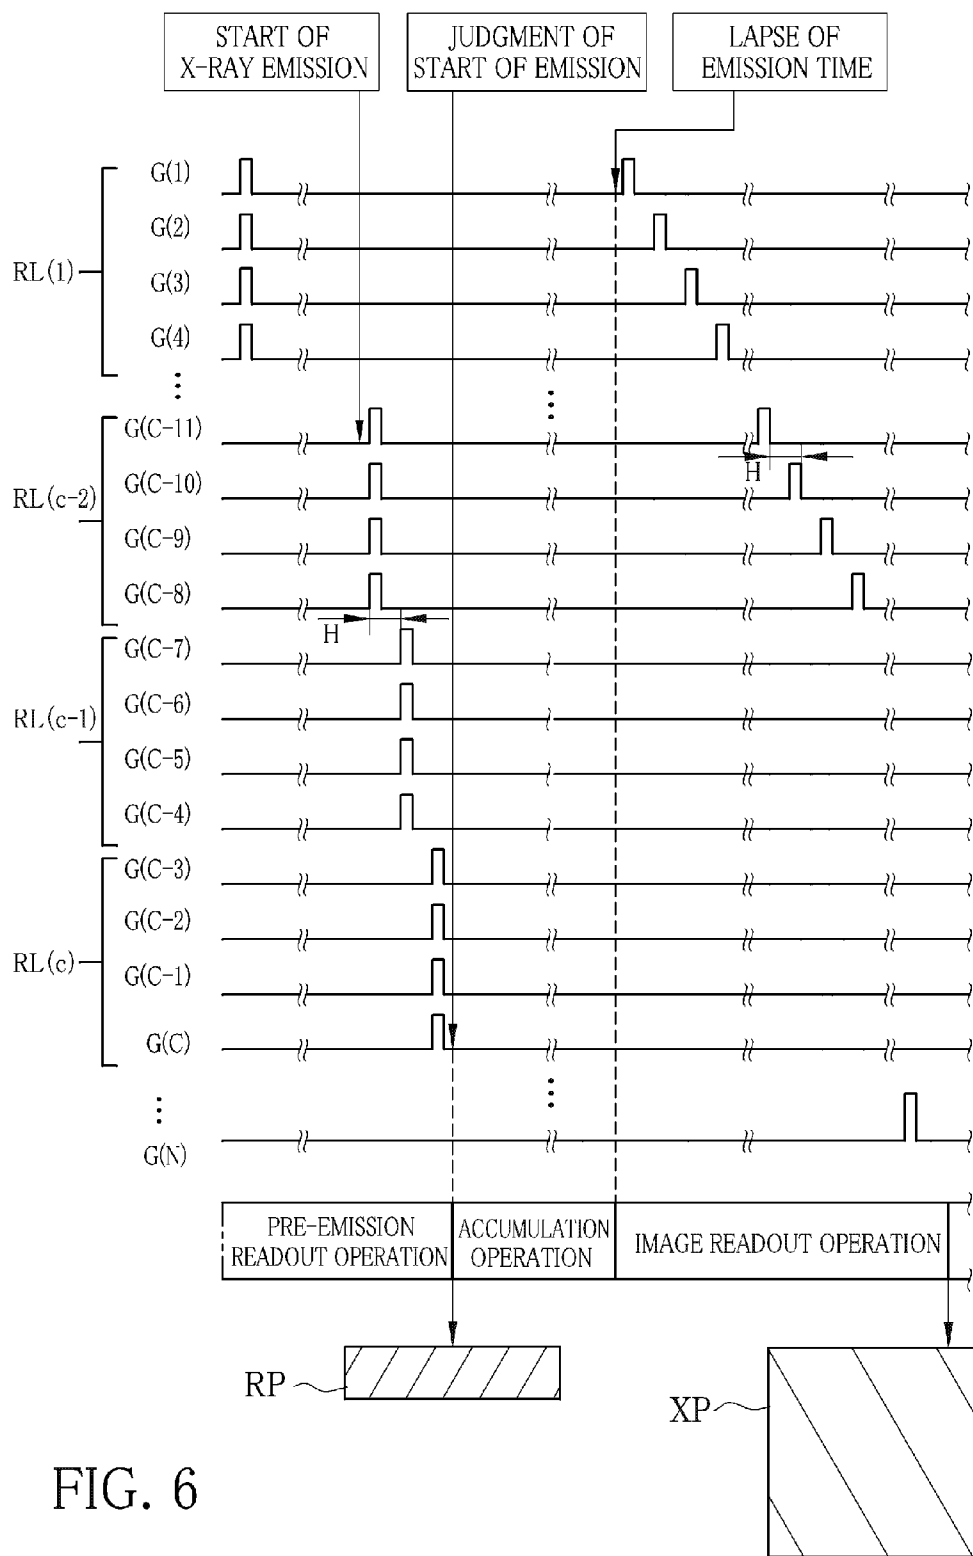 START OF
X-RAY EMISSION
JUDGMENT OF
START OF EMISSION
LAPSE OF
EMISSION TIME
RL(1)
G(1)
G(2)
G(3)
G(4)
...
...
RL(c-2)
G(C-11)
G(C-10)
G(C-9)
G(C-8)
H
H
RL(c-1)
G(C-7)
G(C-6)
G(C-5)
G(C-4)
RL(c)
G(C-3)
G(C-2)
G(C-1)
G(C)
...
...
G(N)
PRE-EMISSION
READOUT OPERATION
ACCUMULATION
OPERATION
IMAGE READOUT OPERATION
RP
XP
FIG. 6